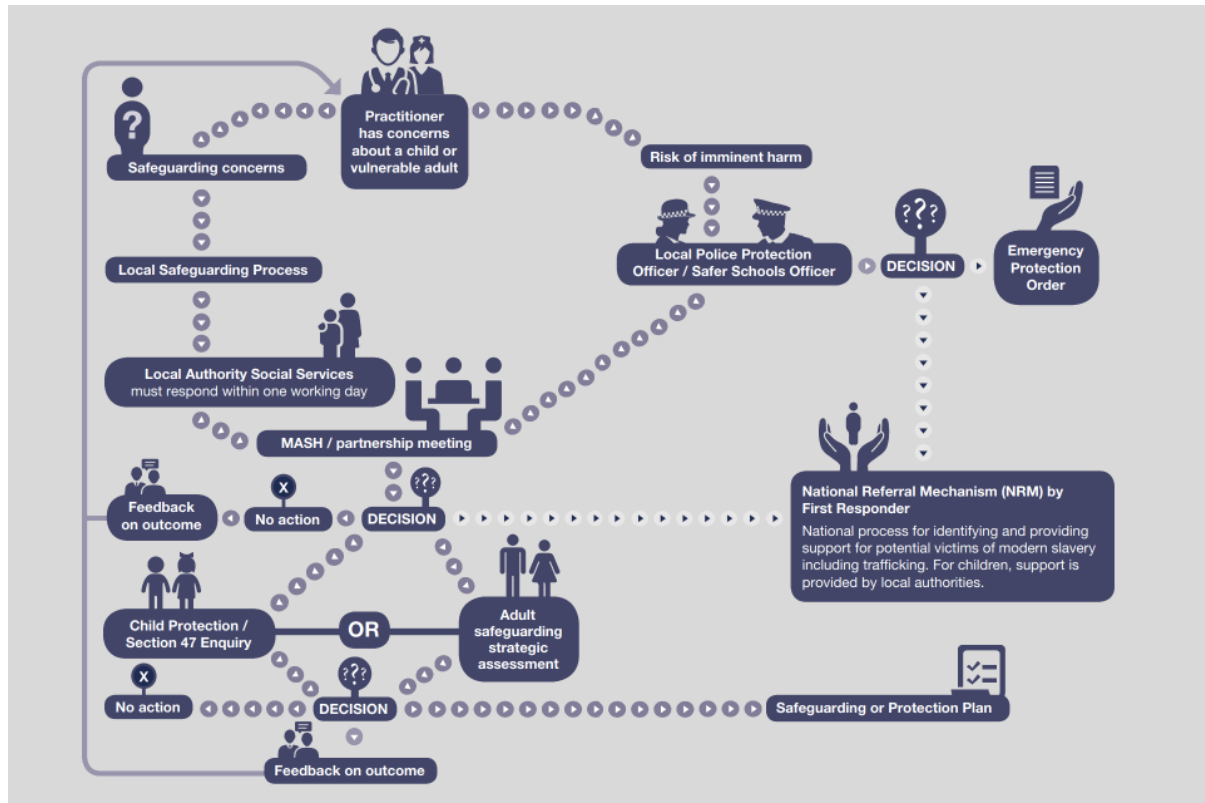 Practitioner
has concerns
about a child or
vulnerable adult
?
Safeguarding concerns
Risk of imminent harm
Local Safeguarding Process
Local Police Protection
Officer / Safer Schools Officer
???
DECISION
Emergency
Protection
Order
Local Authority Social Services
must respond within one working day
MASH / partnership meeting
Feedback
on outcome
X
No action
???
DECISION
National Referral Mechanism (NRM) by
First Responder
National process for identifying and providing
support for potential victims of modern slavery
including trafficking. For children, support is
provided by local authorities.
Child Protection /
Section 47 Enquiry
OR
Adult
safeguarding
strategic
assessment
X
No action
???
DECISION
Safeguarding or Protection Plan
Feedback on outcome